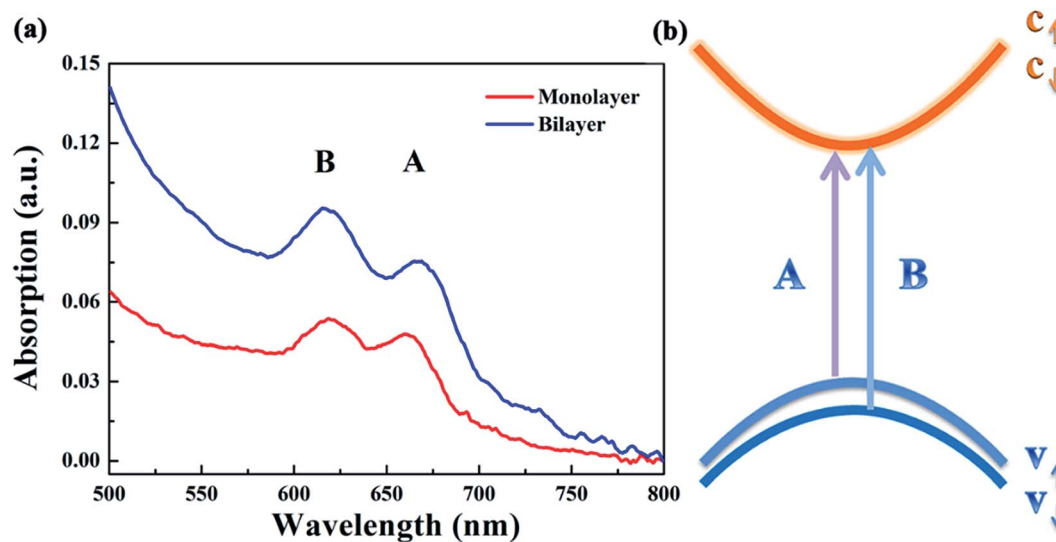 (a)
Absorption (a.u.)
0.15
0.12
0.09
0.06
0.03
0.00
Monolayer
Bilayer
B
A
500
550
600
650
700
750
800
Wavelength (nm)
(b)
c↑
c↓
A
B
v↑
v↓